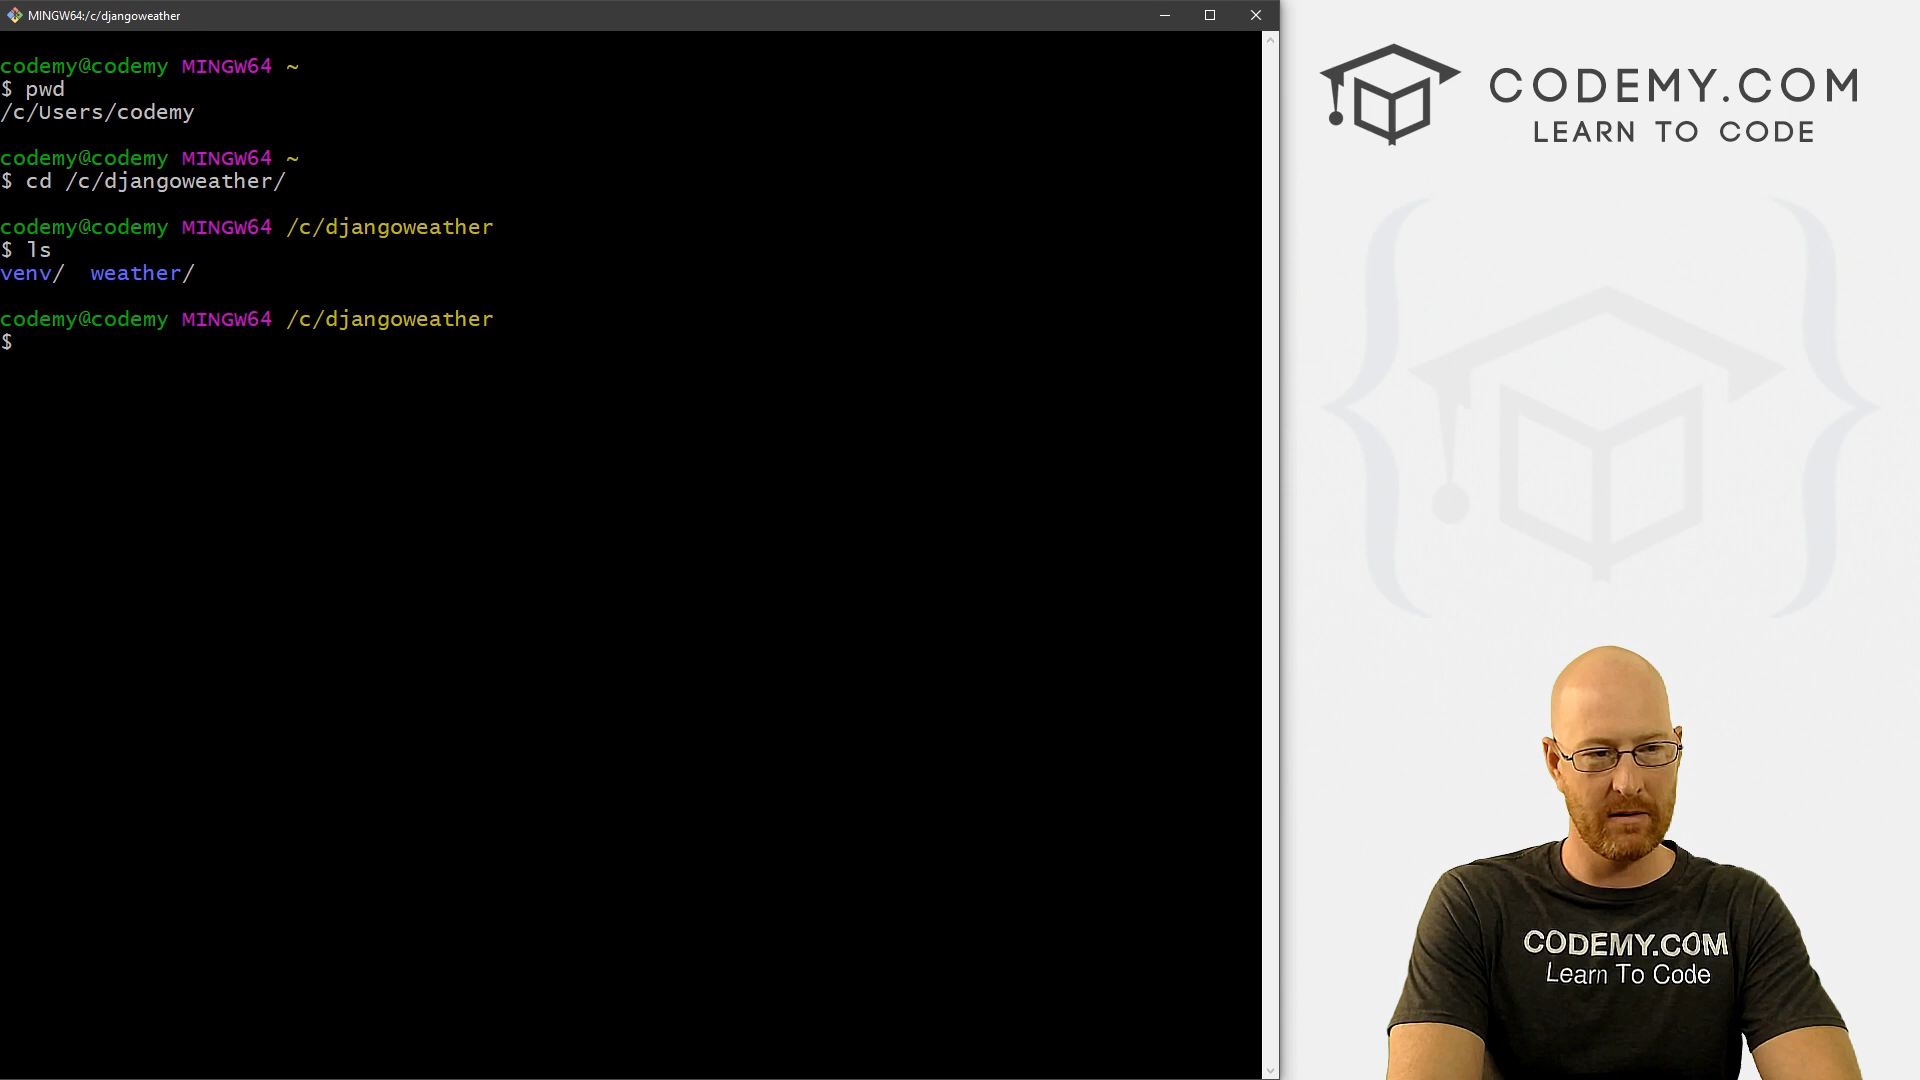 MINGW64:/c/djangoweather
codemy@codemy MINGW64 ~
$ pwd
/c/Users/codemy
codemy@codemy MINGW64 ~
$ cd /c/djangoweather/
codemy@codemy MINGW64 /c/djangoweather
$ ls
venv/  weather/
codemy@codemy MINGW64 /c/djangoweather
$
CODEMY.COM
LEARN TO CODE
CODEMY.COM
Learn To Code